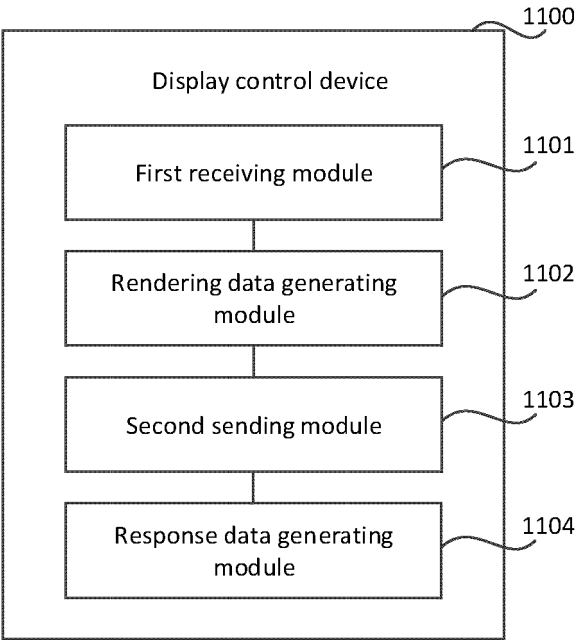 1100
Display control device
1101
First receiving module
1102
Rendering data generating
module
1103
Second sending module
1104
Response data generating
module